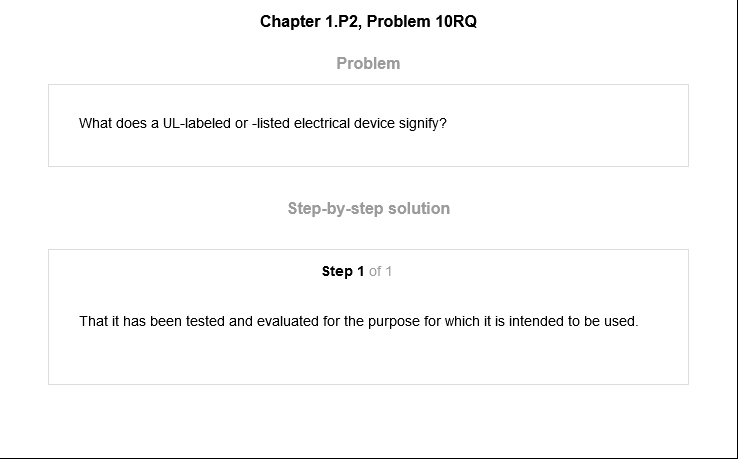 Chapter 1.P2, Problem 10RQ
Problem
What does a UL-labeled or -listed electrical device signify?
Step-by-step solution
Step 1 of 1
That it has been tested and evaluated for the purpose for which it is intended to be used.